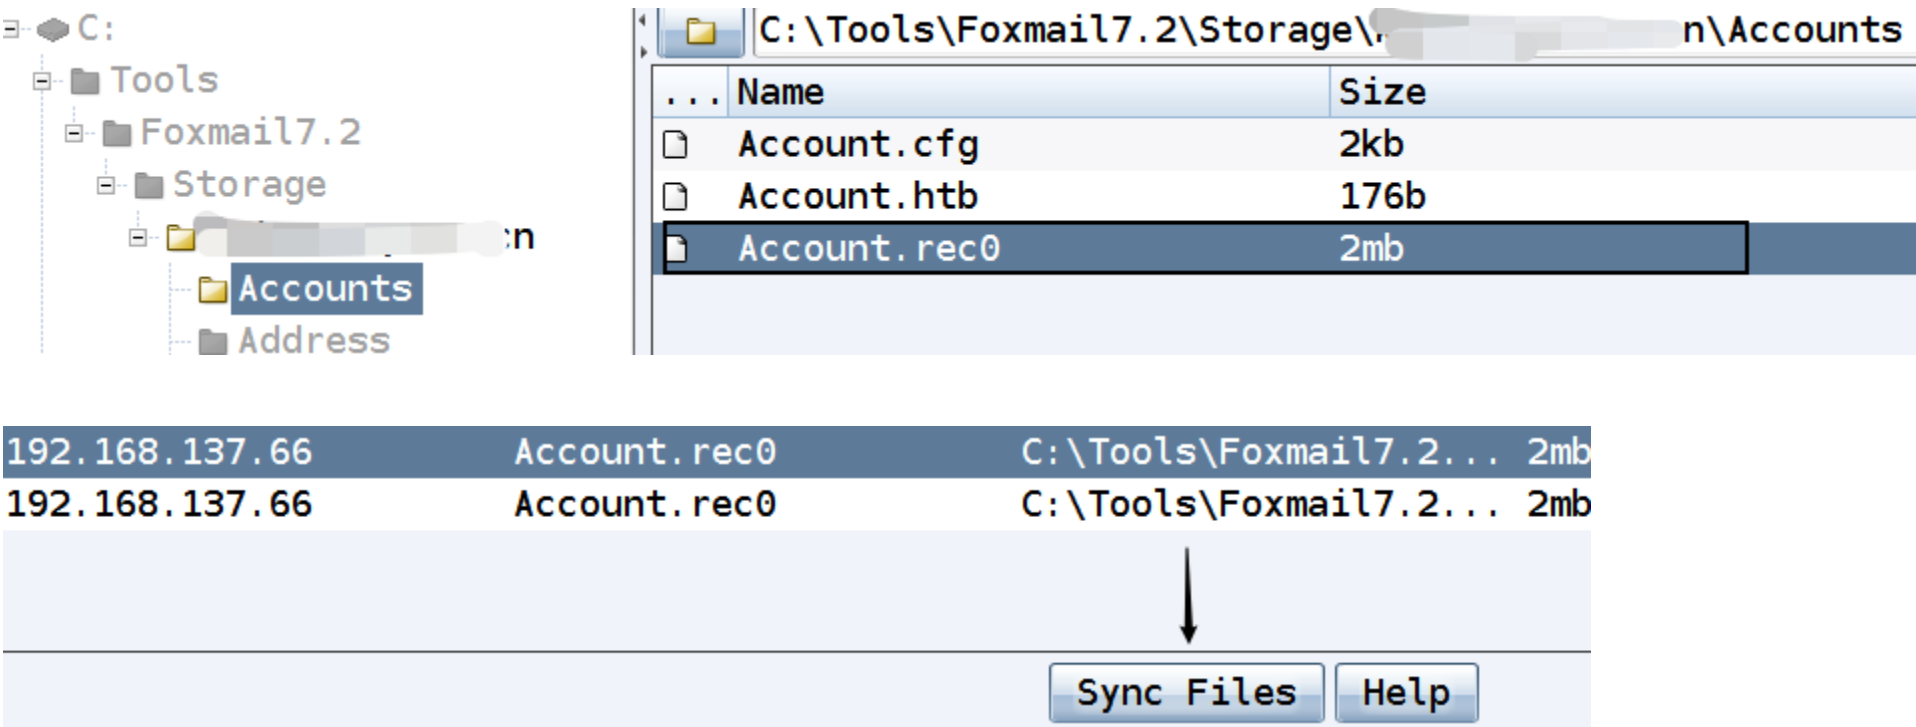 C:
Tools
Foxmail7.2
Storage
Accounts
Address
C:\Tools\Foxmail7.2\Storage\ n\Accounts
... Name Size
Account.cfg 2kb
Account.htb 176b
Account.rec0 2mb
192.168.137.66 Account.rec0 C:\Tools\Foxmail7.2... 2mb
192.168.137.66 Account.rec0 C:\Tools\Foxmail7.2... 2mb
Sync Files Help